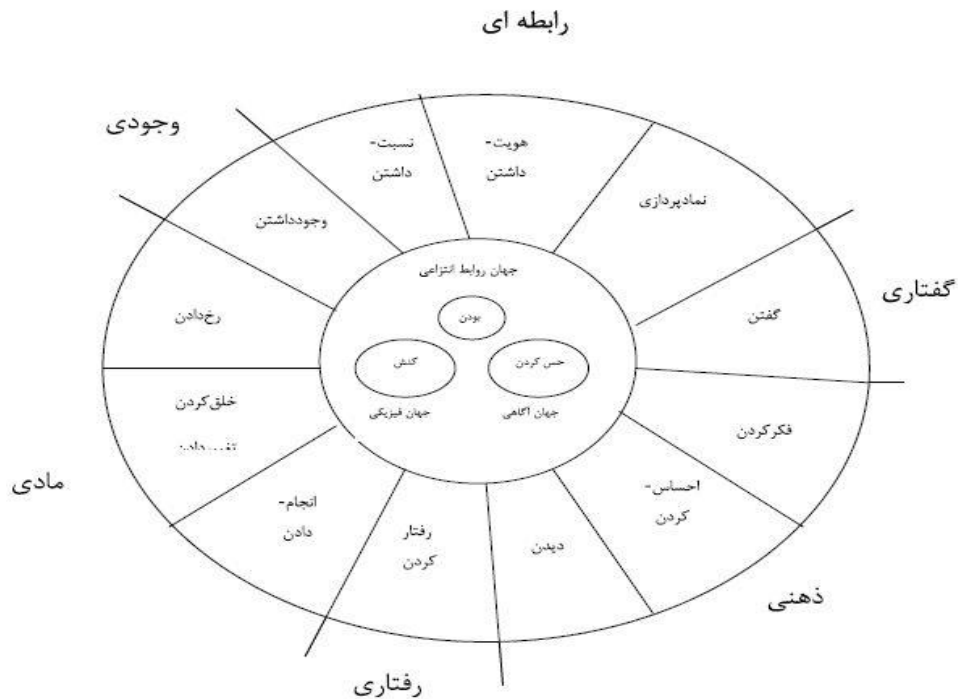 رابطه ای
وجودی
نسبت-
داشتن
هویت-
داشتن
نمادپردازی
وجودداشتن
گفتاری
گفتن
رخ‌دادن
جهان روابط انتزاعی
بودن
کنش
حس کردن
جهان فیزیکی
جهان آگاهی
خلق‌کردن
فکرکردن
مادی
احساس-
کردن
انجام-
دادن
رفتار
کردن
دیدن
ذهنی
رفتاری